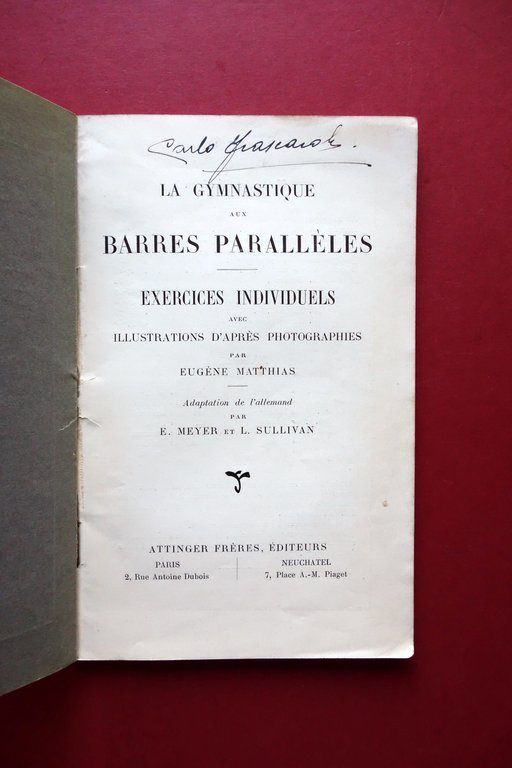 Carlo
LA GYMNASTIQUE
AUX
BARRES PARALLÈLES
EXERCICES INDIVIDUELS
AVEC
ILLUSTRATIONS D'APRÈS PHOTOGRAPHIES
PAR
EUGÈNE MATTHIAS
Adaptation de l'allemand
PAR
E. MEYER ET L. SULLIVAN
ATTINGER FRÈRES, ÉDITEURS
PARIS
2, Rue Antoine Dubois
NEUCHATEL
7, Place A.-M. Piaget